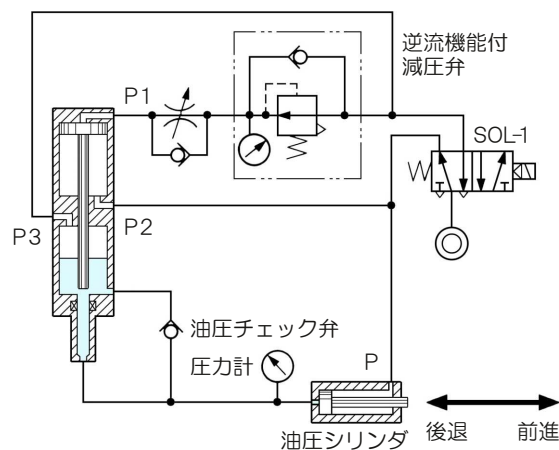 逆流機能付
減圧弁
P1
SOL-1
P3
P2
油圧チェック弁
圧力計
P
油圧シリンダ
後退
前進